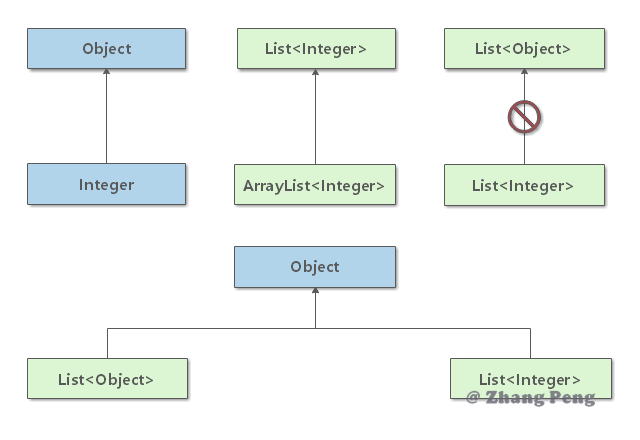 Object
List<Integer>
List<Object>
Integer
ArrayList<Integer>
List<Integer>
Object
List<Object>
List<Integer>
@ Zhang Peng